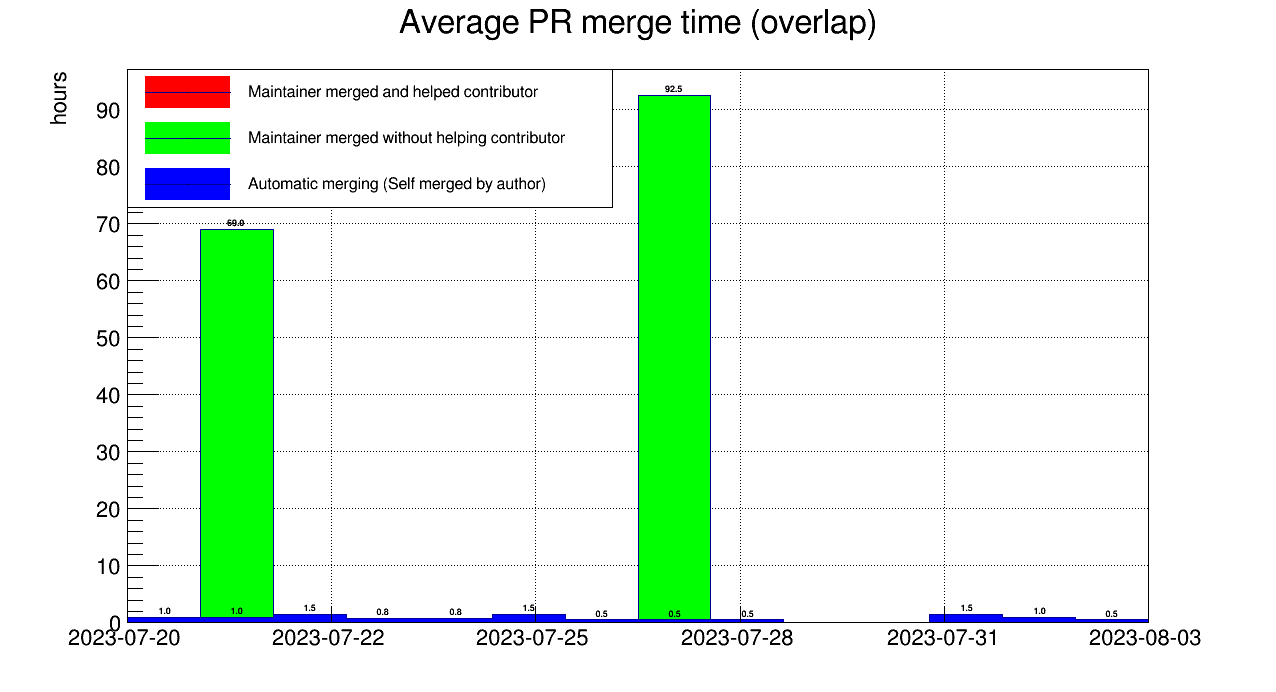 Average PR merge time (overlap)
hours
Maintainer merged and helped contributor
Maintainer merged without helping contributor
Automatic merging (Self merged by author)
90
80
70
60
50
40
30
20
10
0
69.0
92.5
1.0 1.0 1.5 0.8 0.8 1.5 0.5 0.5 0.5 1.5 1.0 0.5
2023-07-20 2023-07-22 2023-07-25 2023-07-28 2023-07-31 2023-08-03